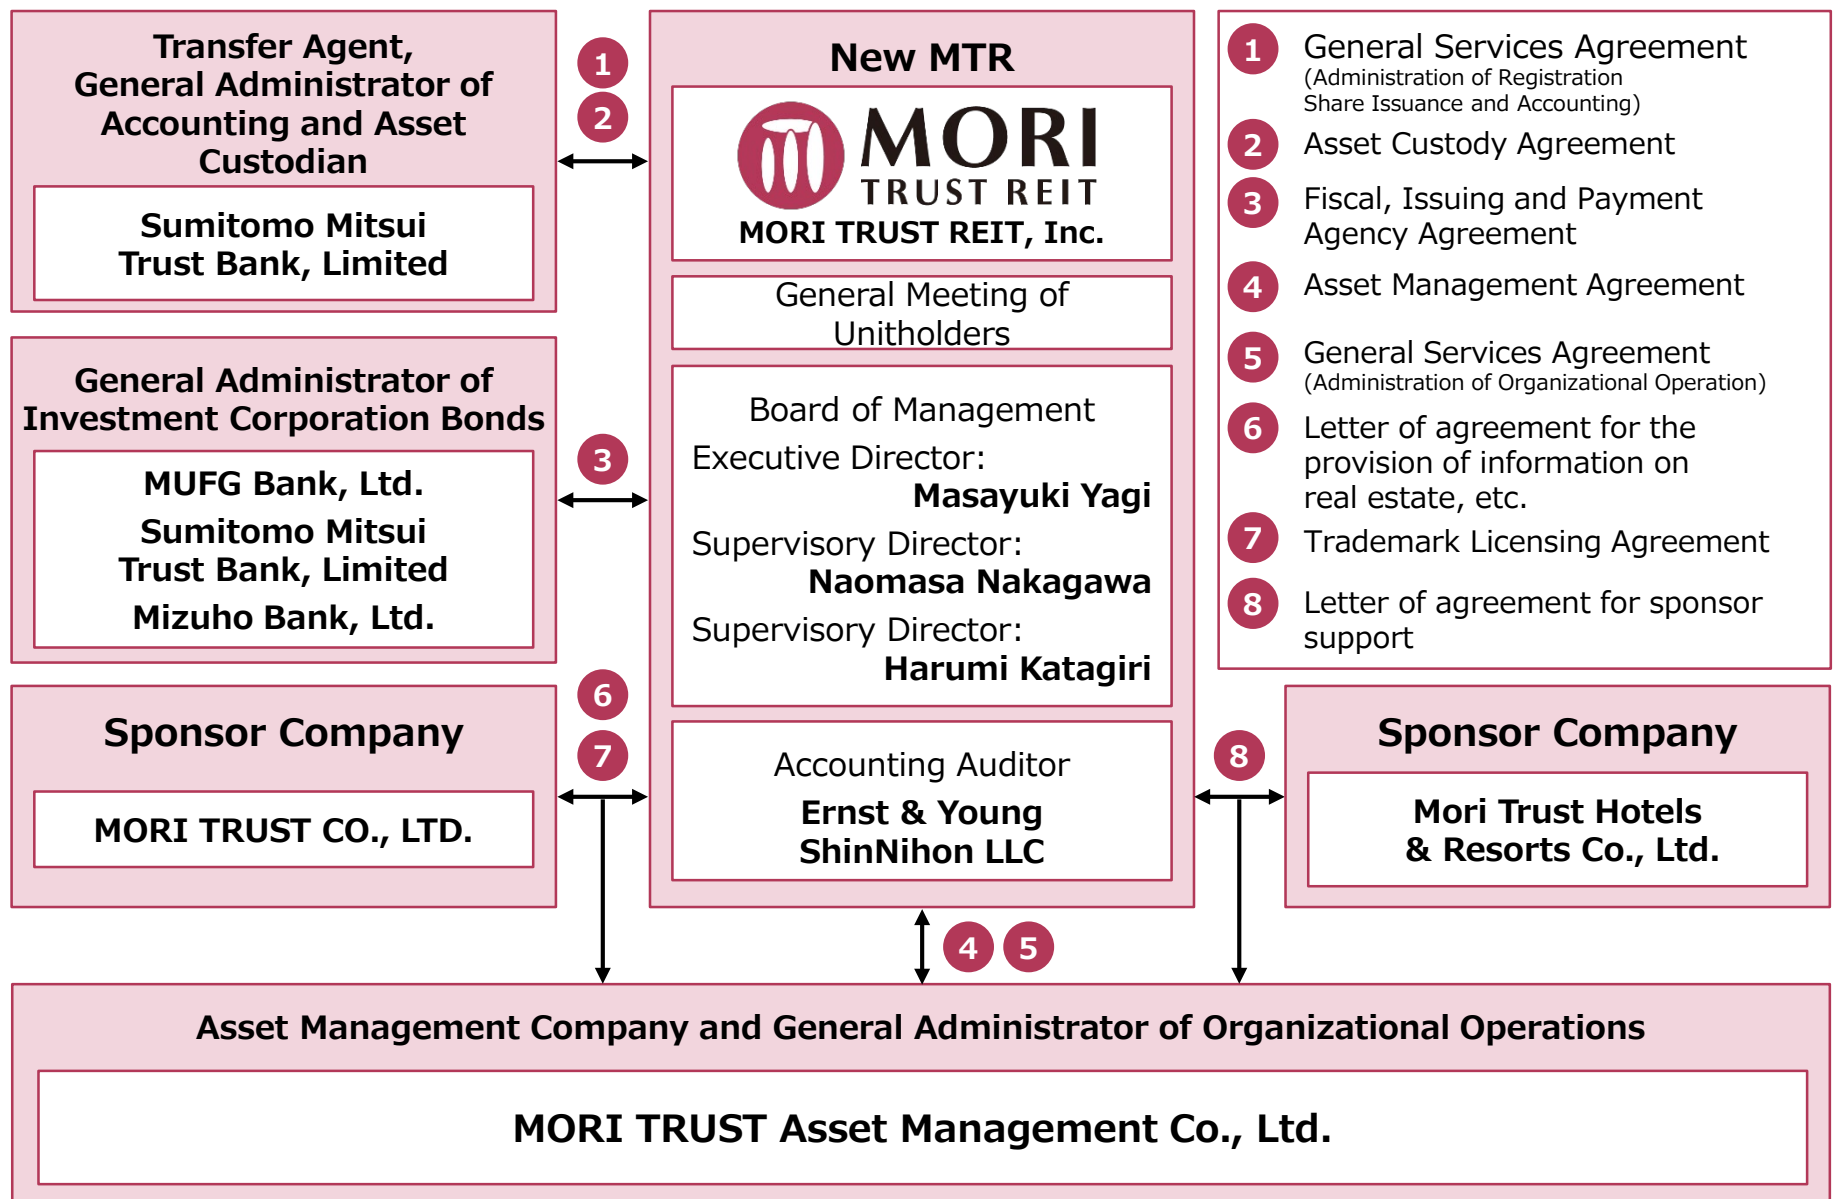 Transfer Agent,
General Administrator of
Accounting and Asset
Custodian
Sumitomo Mitsui
Trust Bank, Limited
1
2
General Administrator of
Investment Corporation Bonds
MUFG Bank, Ltd.
Sumitomo Mitsui
Trust Bank, Limited
Mizuho Bank, Ltd.
3
Sponsor Company
MORI TRUST CO., LTD.
6
7
New MTR
MORI
TRUST REIT
MORI TRUST REIT, Inc.
General Meeting of
Unitholders
Board of Management
Executive Director:
Masayuki Yagi
Supervisory Director:
Naomasa Nakagawa
Supervisory Director:
Harumi Katagiri
Accounting Auditor
Ernst & Young
ShinNihon LLC
4 5
1 General Services Agreement
(Administration of Registration
Share Issuance and Accounting)
2 Asset Custody Agreement
3 Fiscal, Issuing and Payment
Agency Agreement
4 Asset Management Agreement
5 General Services Agreement
(Administration of Organizational Operation)
6 Letter of agreement for the
provision of information on
real estate, etc.
7 Trademark Licensing Agreement
8 Letter of agreement for sponsor
support
8
Sponsor Company
Mori Trust Hotels
& Resorts Co., Ltd.
Asset Management Company and General Administrator of Organizational Operations
MORI TRUST Asset Management Co., Ltd.